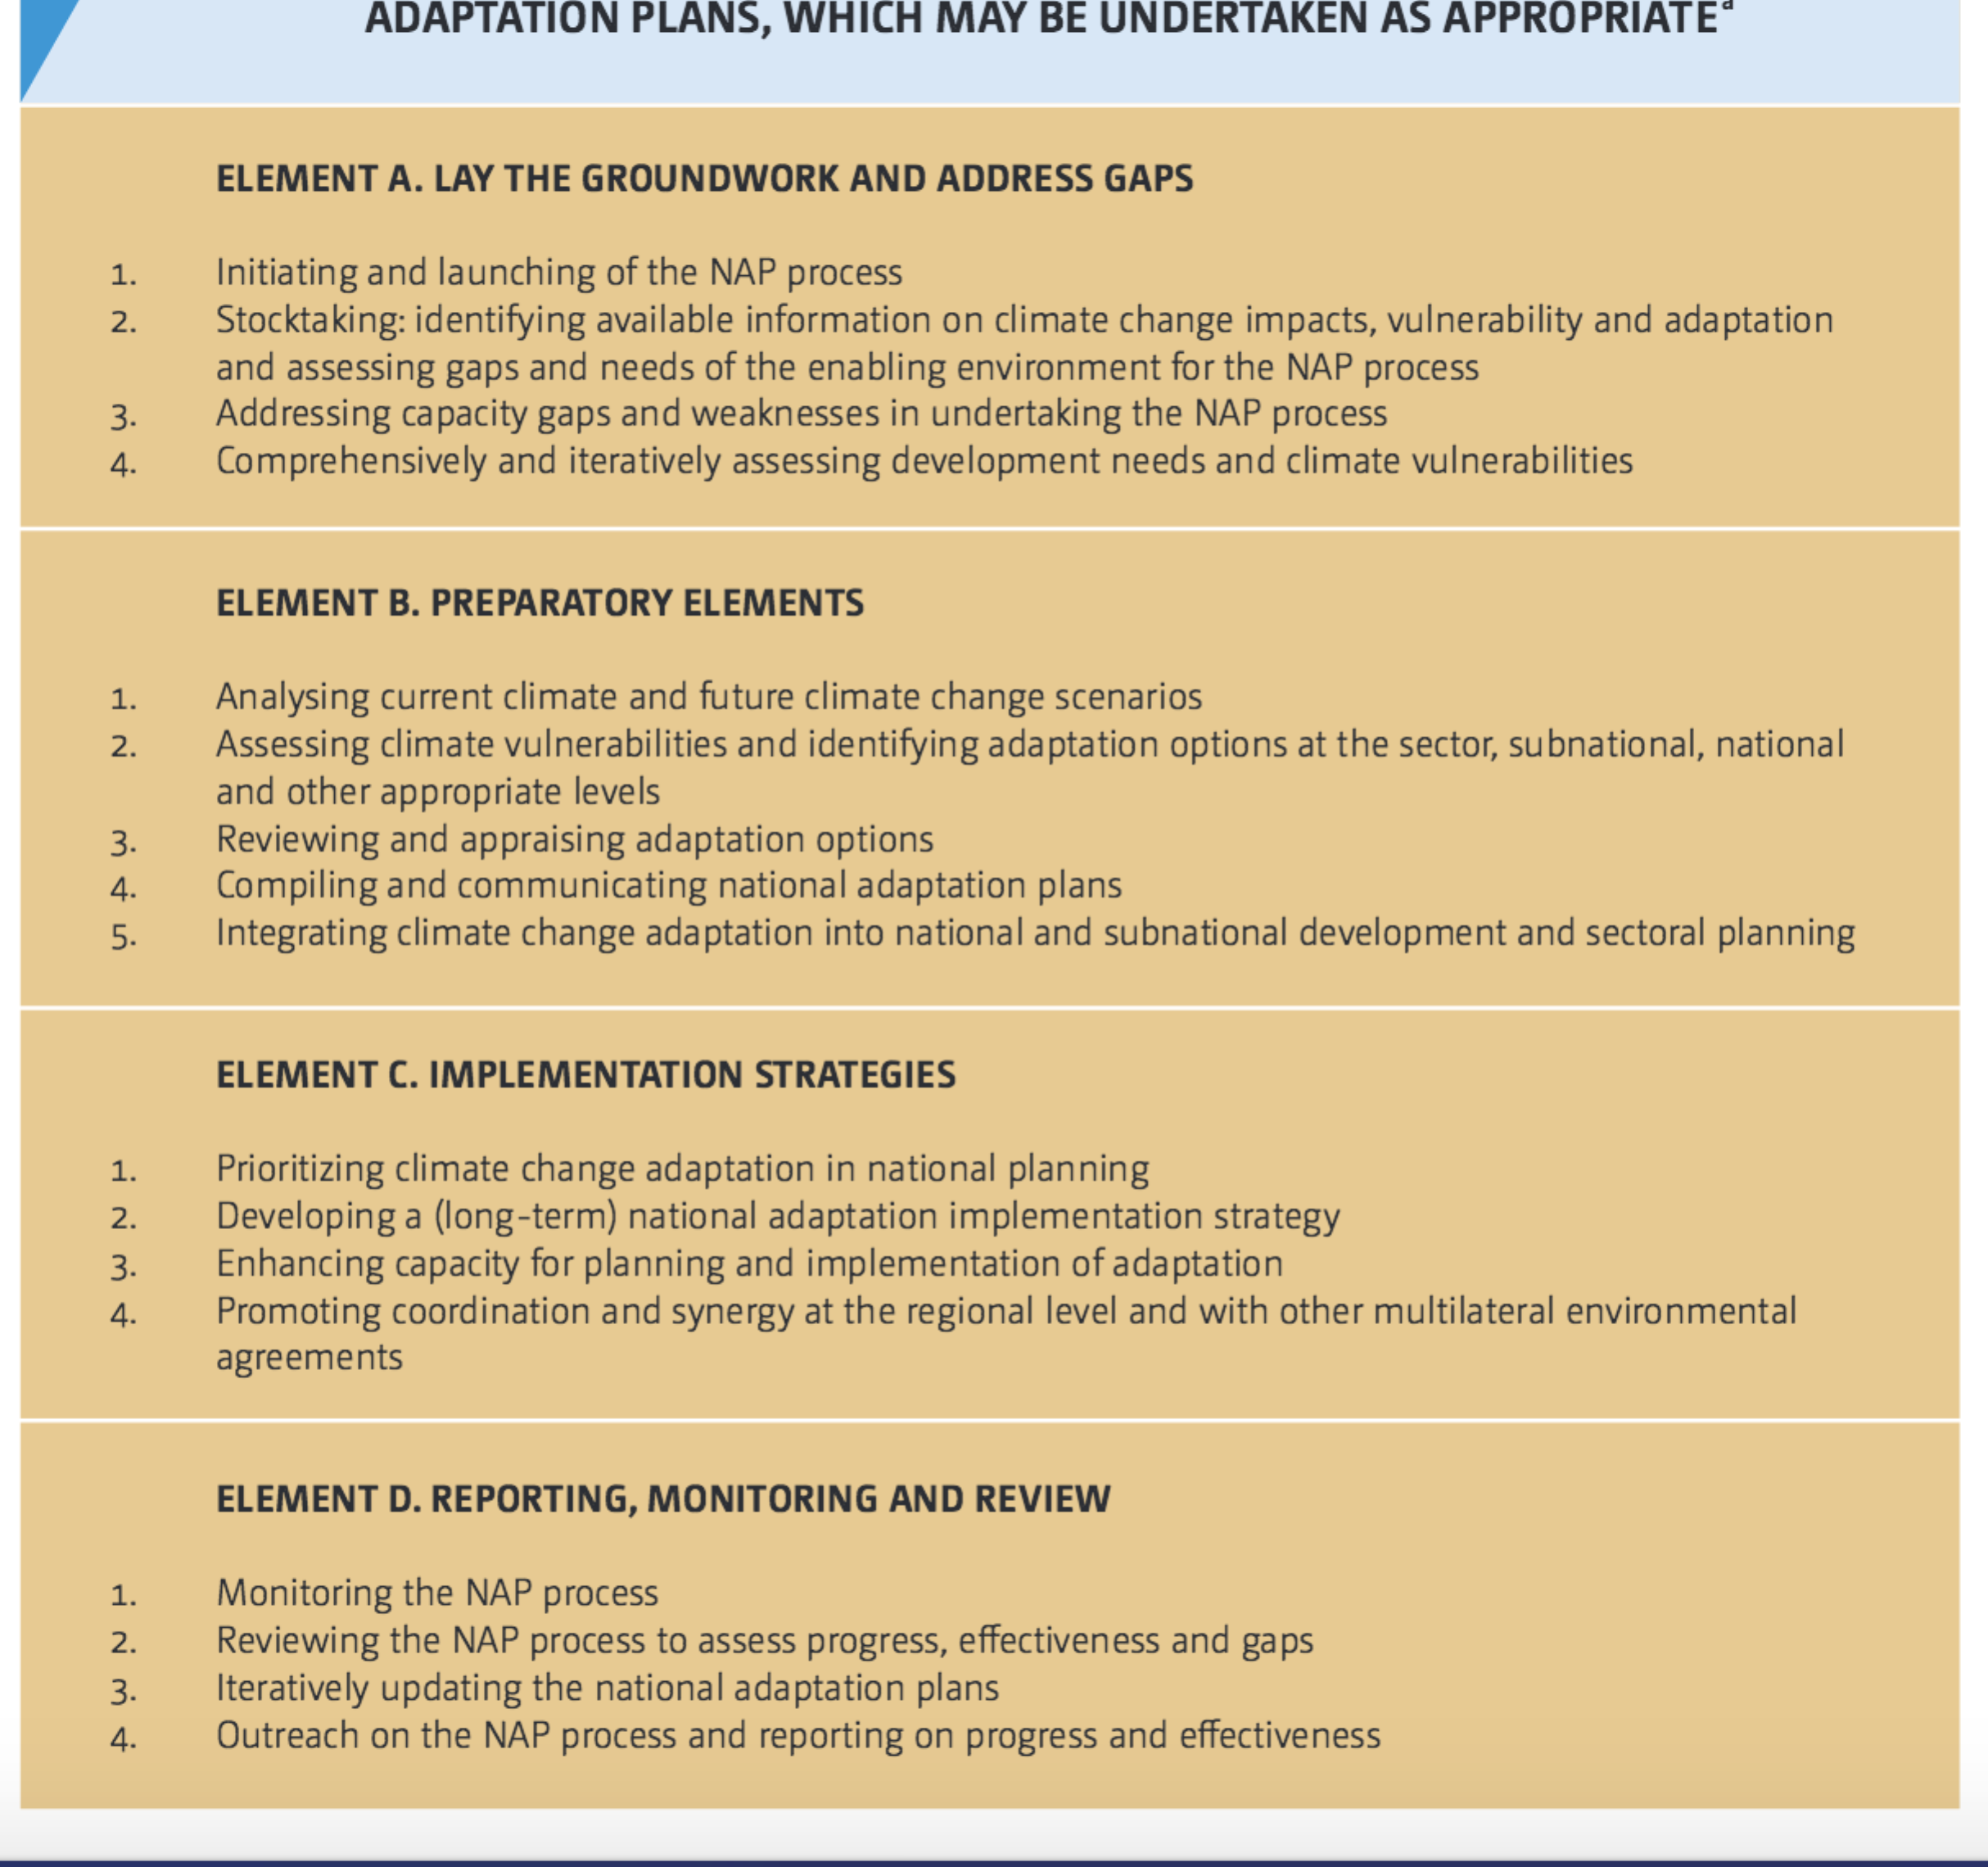 ADAPTATION PLANS, WHICH MAY BE UNDERTAKEN AS APPROPRIATEª
ELEMENT A. LAY THE GROUNDWORK AND ADDRESS GAPS
1. Initiating and launching of the NAP process
2. Stocktaking: identifying available information on climate change impacts, vulnerability and adaptation
and assessing gaps and needs of the enabling environment for the NAP process
3. Addressing capacity gaps and weaknesses in undertaking the NAP process
4. Comprehensively and iteratively assessing development needs and climate vulnerabilities
ELEMENT B. PREPARATORY ELEMENTS
1. Analysing current climate and future climate change scenarios
2. Assessing climate vulnerabilities and identifying adaptation options at the sector, subnational, national
and other appropriate levels
3. Reviewing and appraising adaptation options
4. Compiling and communicating national adaptation plans
5. Integrating climate change adaptation into national and subnational development and sectoral planning
ELEMENT C. IMPLEMENTATION STRATEGIES
1. Prioritizing climate change adaptation in national planning
2. Developing a (long-term) national adaptation implementation strategy
3. Enhancing capacity for planning and implementation of adaptation
4. Promoting coordination and synergy at the regional level and with other multilateral environmental
agreements
ELEMENT D. REPORTING, MONITORING AND REVIEW
1. Monitoring the NAP process
2. Reviewing the NAP process to assess progress, effectiveness and gaps
3. Iteratively updating the national adaptation plans
4. Outreach on the NAP process and reporting on progress and effectiveness